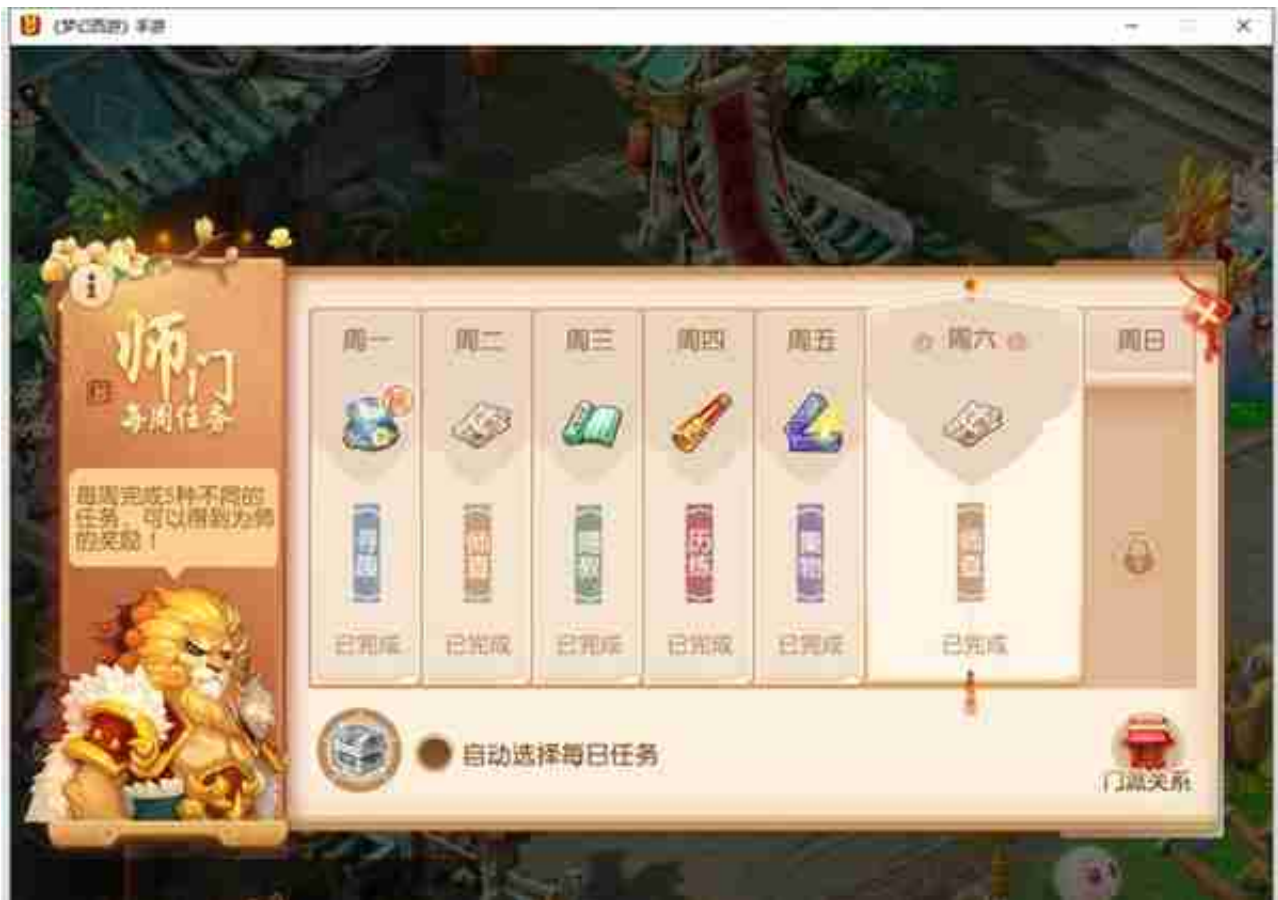 《梦幻西游》手游
师门
每周任务
每周完成5种不同的
任务，可以得到为师
的奖励！
周一
周二
周三
周四
周五
周六
周日
历练
已完成
已完成
已完成
已完成
已完成
已完成
自动选择每日任务
门派关系